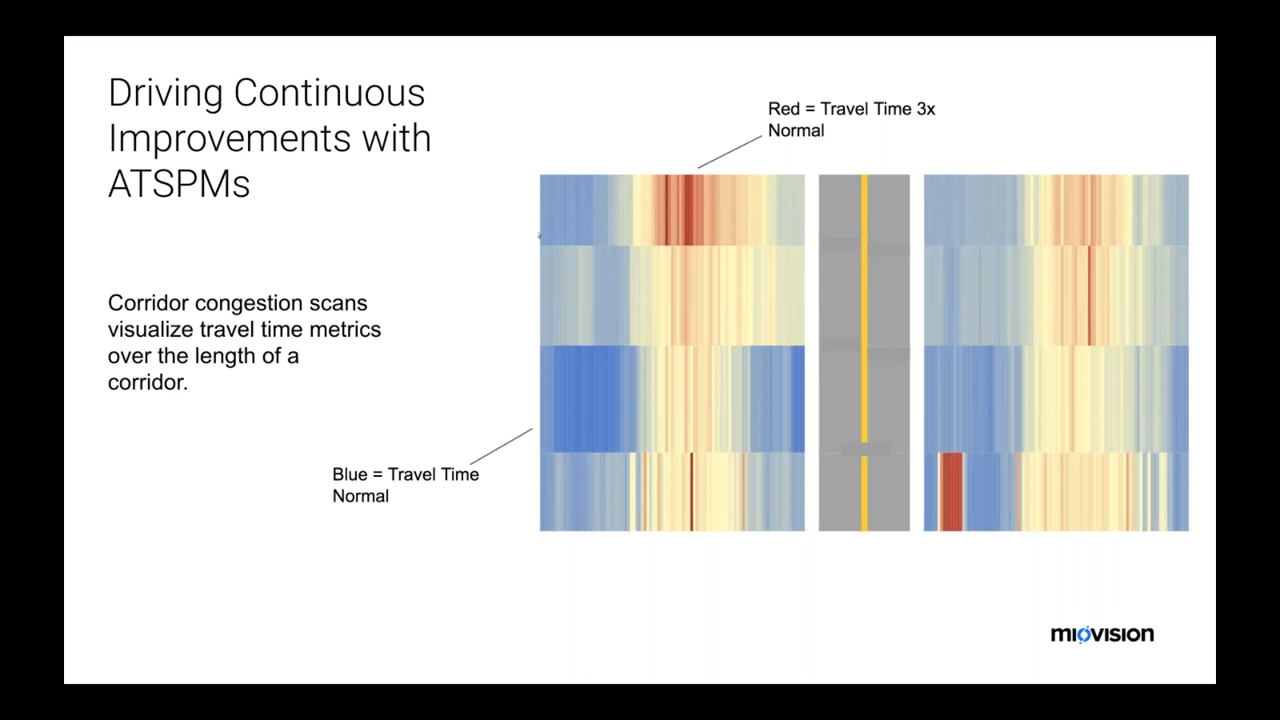 Driving Continuous
Improvements with
ATSPMs
Red = Travel Time 3x
Normal
Corridor congestion scans
visualize travel time metrics
over the length of a
corridor.
Blue = Travel Time
Normal
miovision